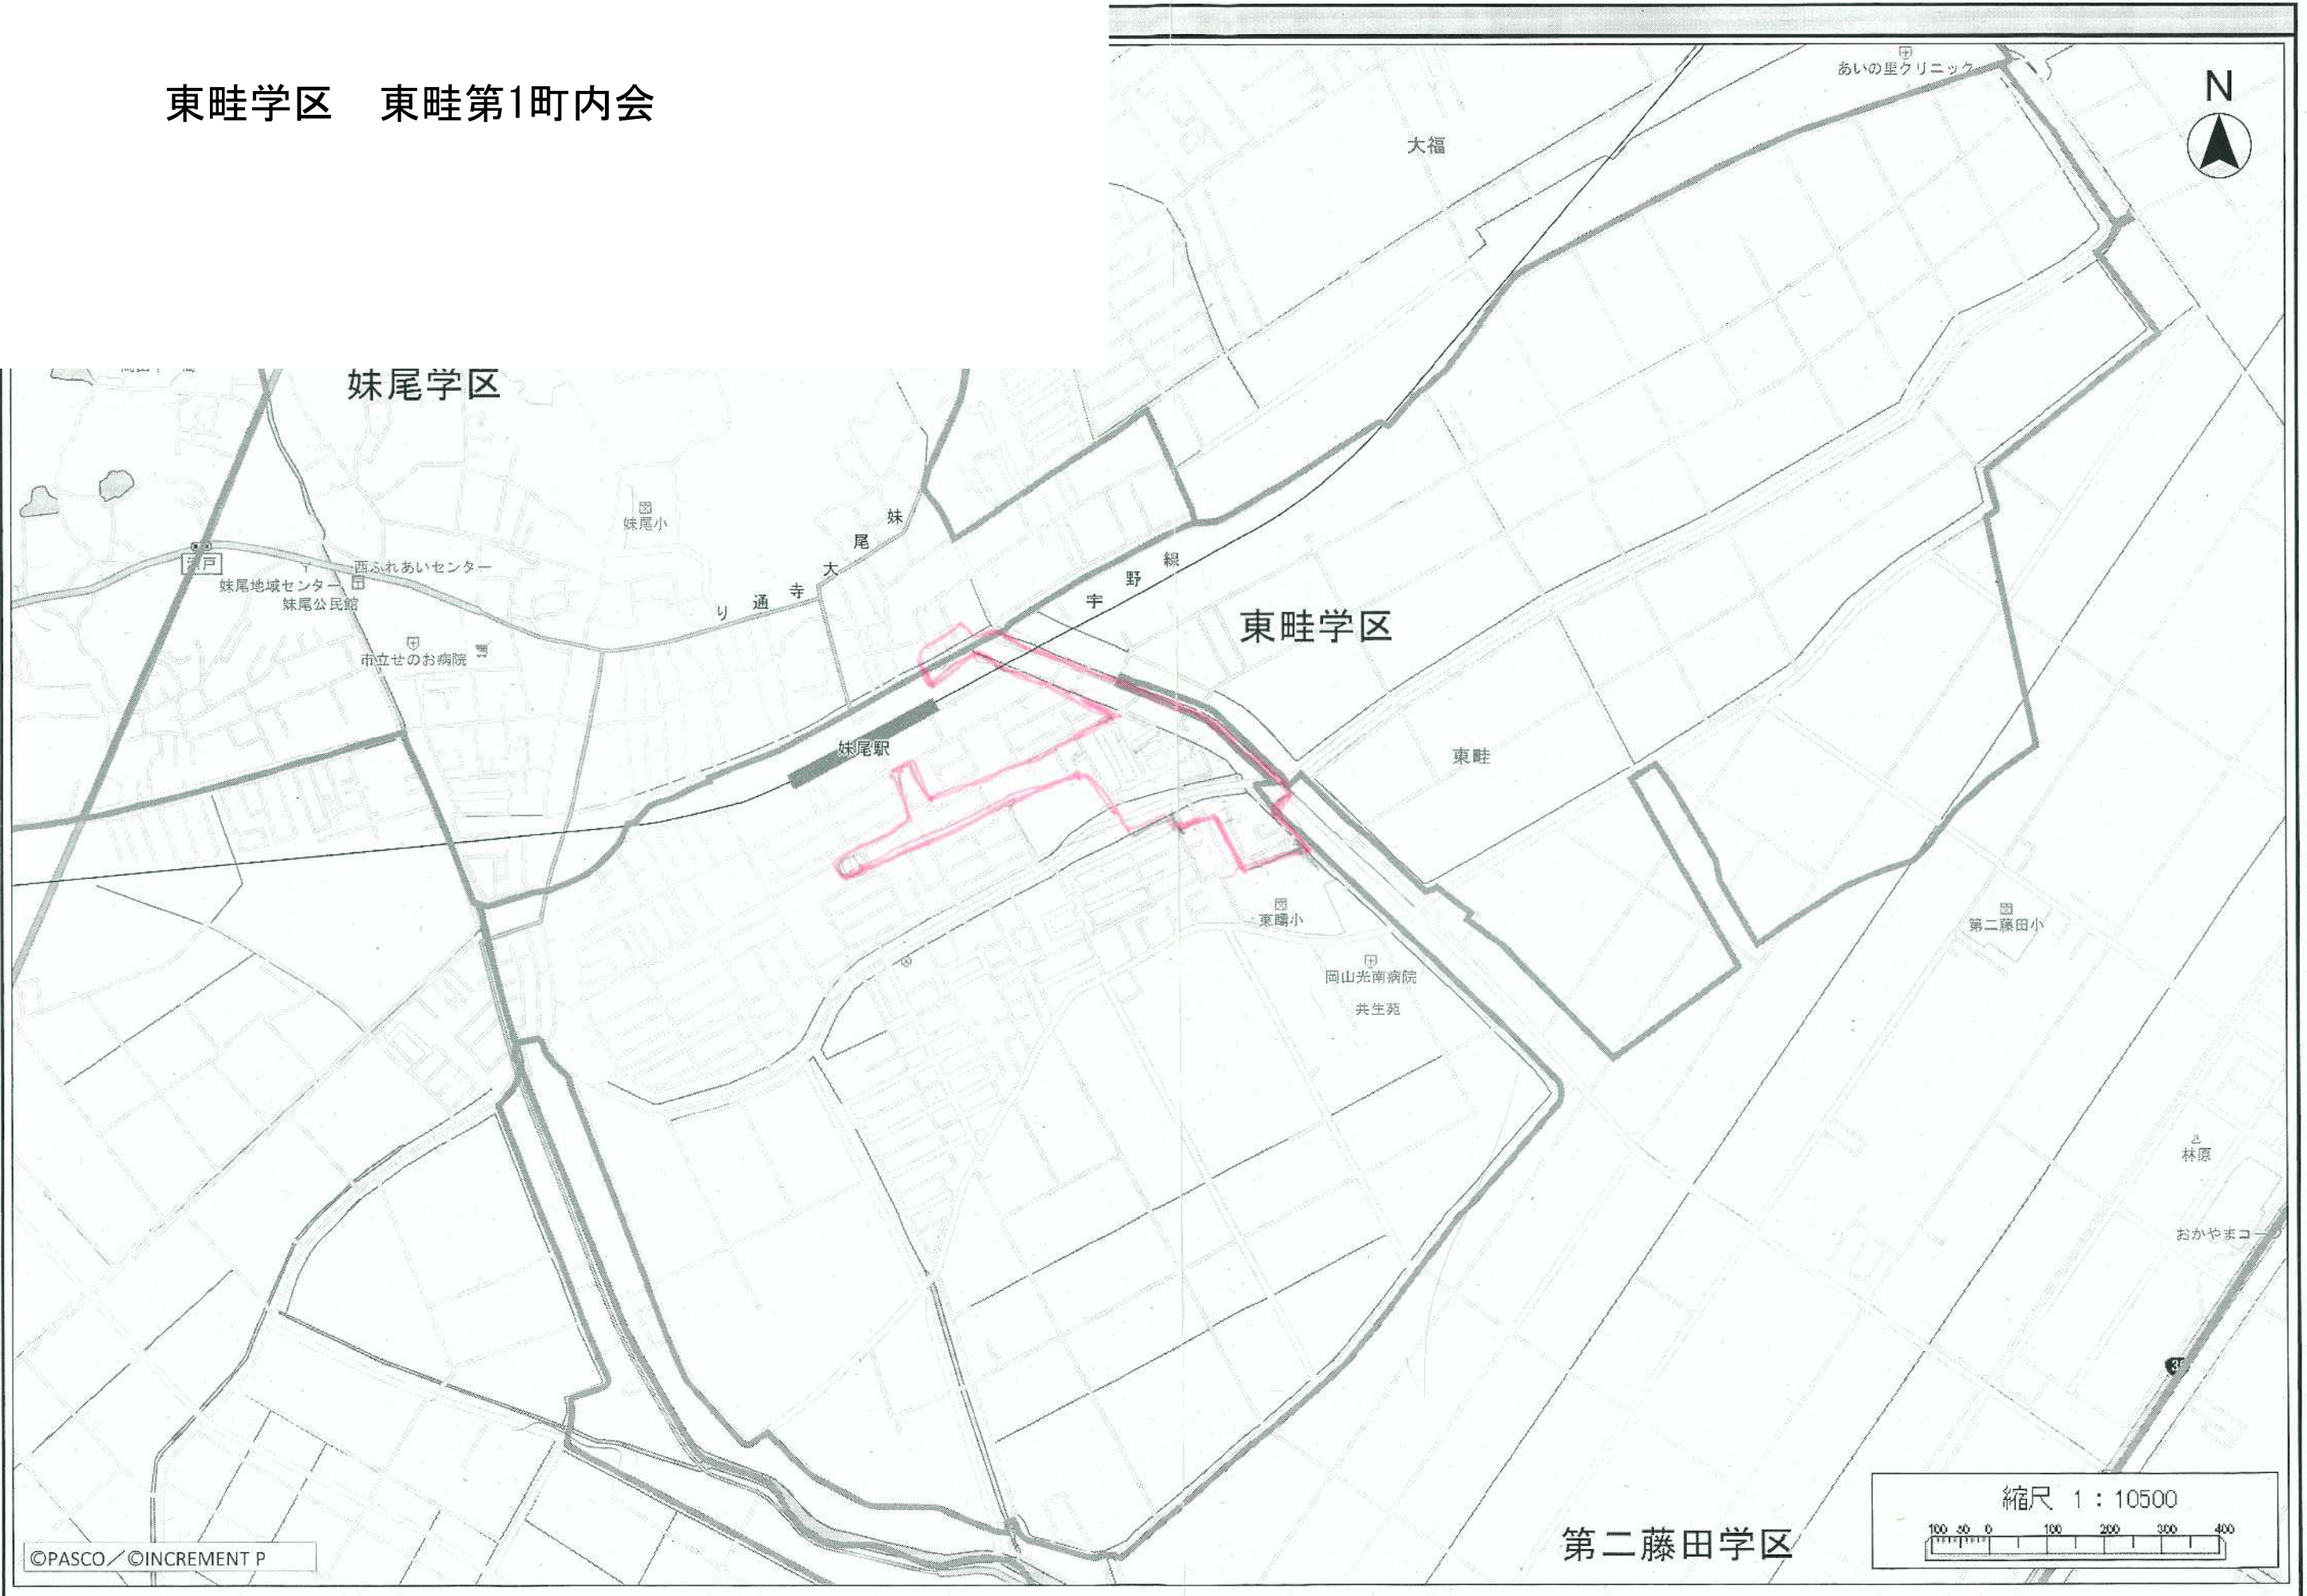 東畦学区　東畦第1町内会
あいの里クリニック
N
大福
妹尾学区
妹尾小
妹尾大寺通り
西ふれあいセンター
妹尾地域センター
妹尾公民館
宇野線
東畦学区
市立せのお病院
妹尾駅
東畦
東疇小
第二藤田小
岡山光南病院
共生苑
林原
おかやまコープ
縮尺 1：10500
100 50 0 100 200 300 400
第二藤田学区
©PASCO／©INCREMENT P